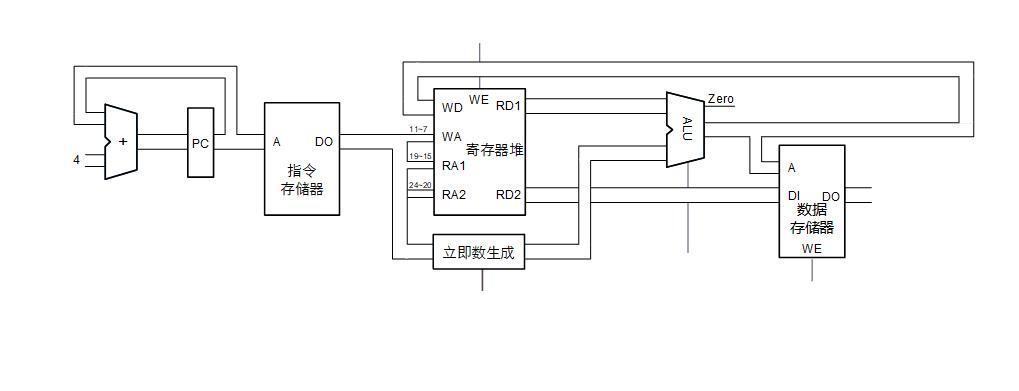 +
4
PC
A
DO
指令
存储器
11~7
19~15
24~20
WD
WE
RD1
WA
寄存器堆
RA1
RA2
RD2
立即数生成
ALU
Zero
A
DI
DO
数据
存储器
WE